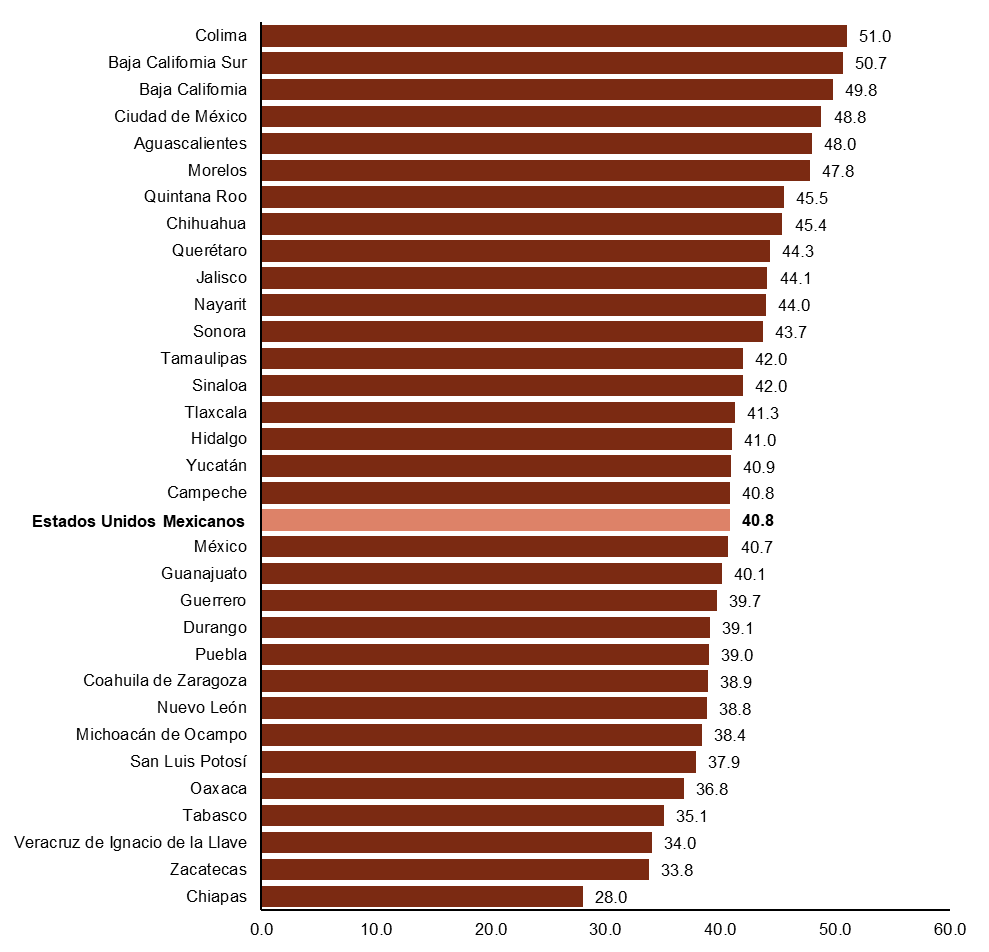 Colima 51.0
Baja California Sur 50.7
Baja California 49.8
Ciudad de México 48.8
Aguascalientes 48.0
Morelos 47.8
Quintana Roo 45.5
Chihuahua 45.4
Querétaro 44.3
Jalisco 44.1
Nayarit 44.0
Sonora 43.7
Tamaulipas 42.0
Sinaloa 42.0
Tlaxcala 41.3
Hidalgo 41.0
Yucatán 40.9
Campeche 40.8
Estados Unidos Mexicanos 40.8
México 40.7
Guanajuato 40.1
Guerrero 39.7
Durango 39.1
Puebla 39.0
Coahuila de Zaragoza 38.9
Nuevo León 38.8
Michoacán de Ocampo 38.4
San Luis Potosí 37.9
Oaxaca 36.8
Tabasco 35.1
Veracruz de Ignacio de la Llave 34.0
Zacatecas 33.8
Chiapas 28.0
0.0 10.0 20.0 30.0 40.0 50.0 60.0